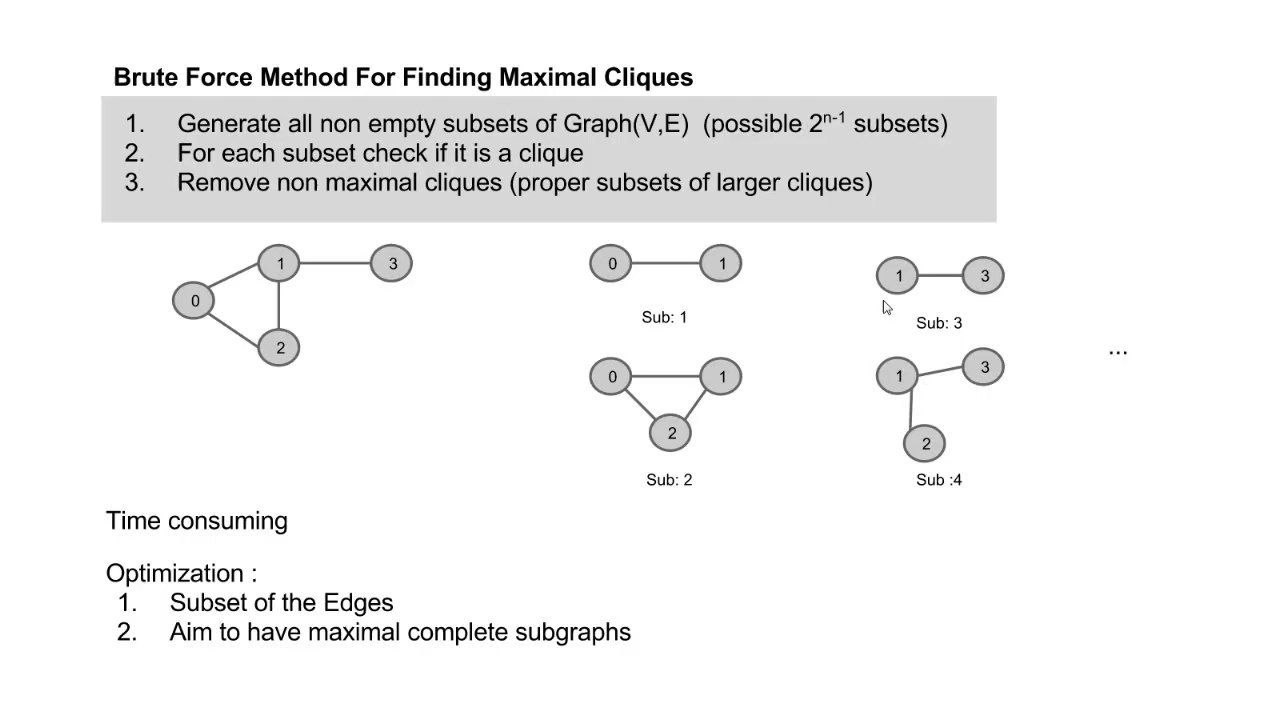 Brute Force Method For Finding Maximal Cliques
1. Generate all non empty subsets of Graph(V,E) (possible 2ⁿ⁻¹ subsets)
2. For each subset check if it is a clique
3. Remove non maximal cliques (proper subsets of larger cliques)
1 3
0
2
0 1
Sub: 1
1 3
Sub: 3
...
0 1
2
Sub: 2
1 3
2
Sub :4
Time consuming
Optimization :
1. Subset of the Edges
2. Aim to have maximal complete subgraphs